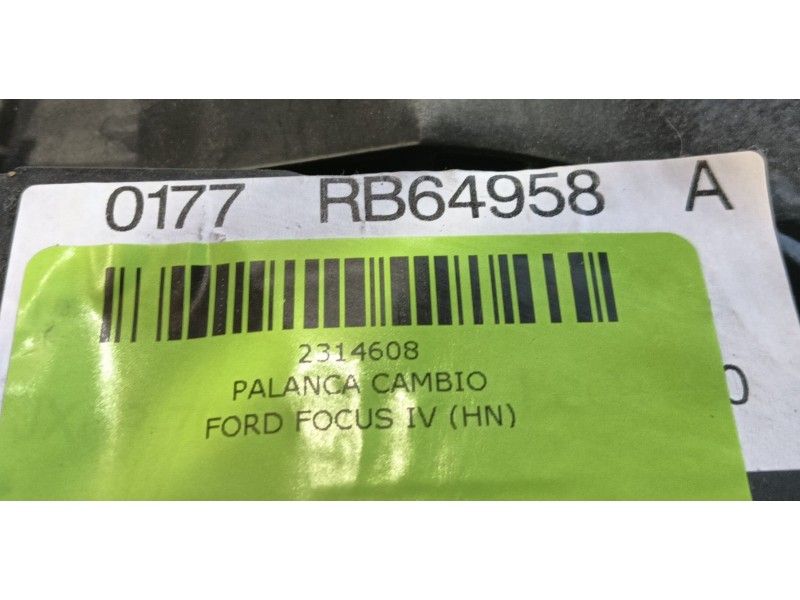 0177 RB64958 A
2314608
PALANCA CAMBIO
FORD FOCUS IV (HN)